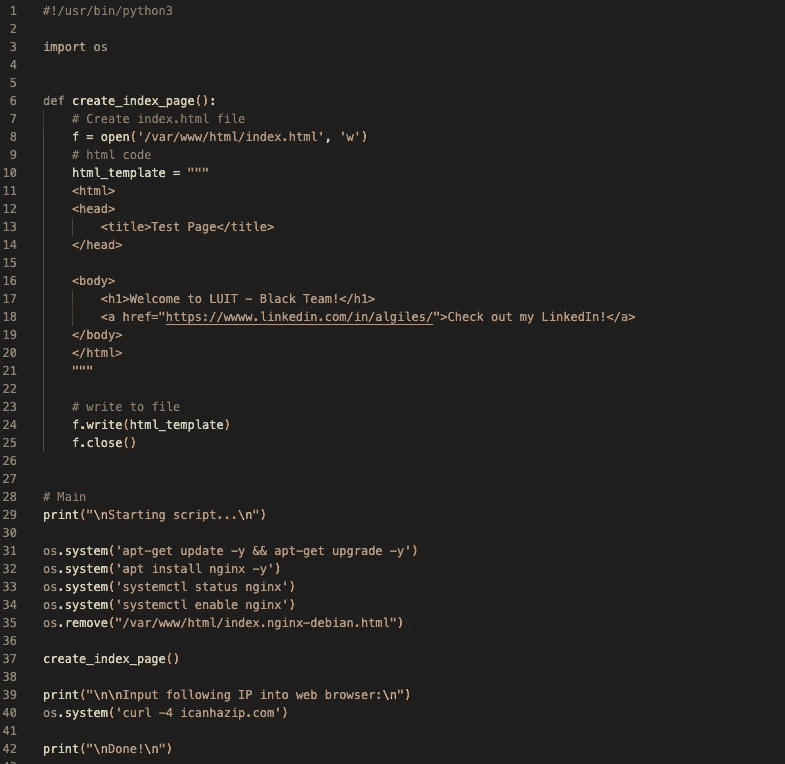 1 #!/usr/bin/python3
2
3 import os
4
5
6 def create_index_page():
7     # Create index.html file
8     f = open('/var/www/html/index.html', 'w')
9     # html code
10     html_template = """
11     <html>
12     <head>
13         <title>Test Page</title>
14     </head>
15
16     <body>
17         <h1>Welcome to LUIT - Black Team!</h1>
18         <a href="https://wwww.linkedin.com/in/algiles/">Check out my LinkedIn!</a>
19     </body>
20     </html>
21     """
22
23     # write to file
24     f.write(html_template)
25     f.close()
26
27
28 # Main
29 print("\nStarting script...\n")
30
31 os.system('apt-get update -y && apt-get upgrade -y')
32 os.system('apt install nginx -y')
33 os.system('systemctl status nginx')
34 os.system('systemctl enable nginx')
35 os.remove("/var/www/html/index.nginx-debian.html")
36
37 create_index_page()
38
39 print("\n\nInput following IP into web browser:\n")
40 os.system('curl -4 icanhazip.com')
41
42 print("\nDone!\n")